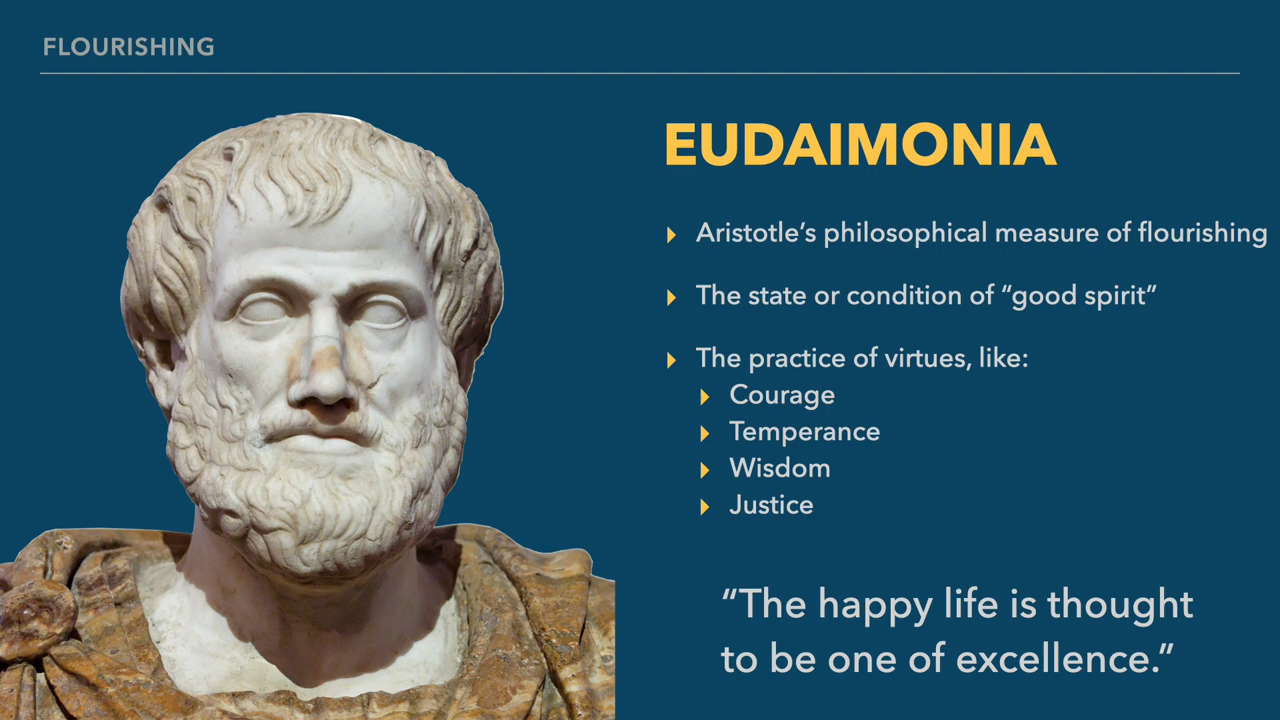 FLOURISHING
EUDAIMONIA
Aristotle’s philosophical measure of flourishing
The state or condition of “good spirit”
The practice of virtues, like:
Courage
Temperance
Wisdom
Justice
“The happy life is thought
to be one of excellence.”